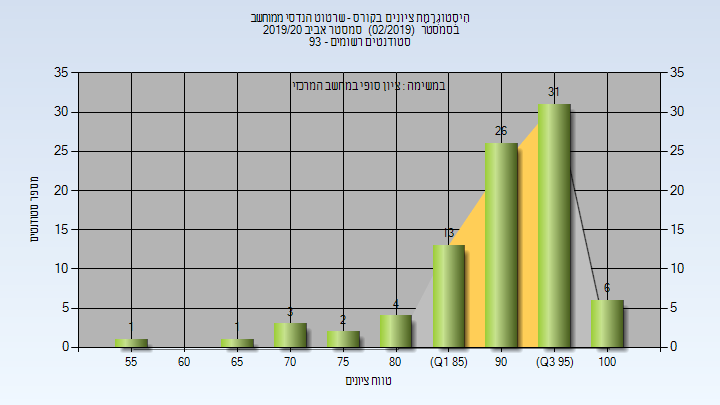 היסטוגרמת ציונים בקורס - שרטוט הנדסי ממוחשב
בסמסטר (02/2019) סמסטר אביב 2019/20
סטודנטים רשומים - 93
במשימה : ציון סופי במחשב המרכזי
35 35
30 30
25 25
20 20
15 15
10 10
5 5
0 0
1 1 3 2 4 13 26 31 6
55 60 65 70 75 80 (Q1 85) 90 (Q3 95) 100
מספר סטודנטים
טווח ציונים